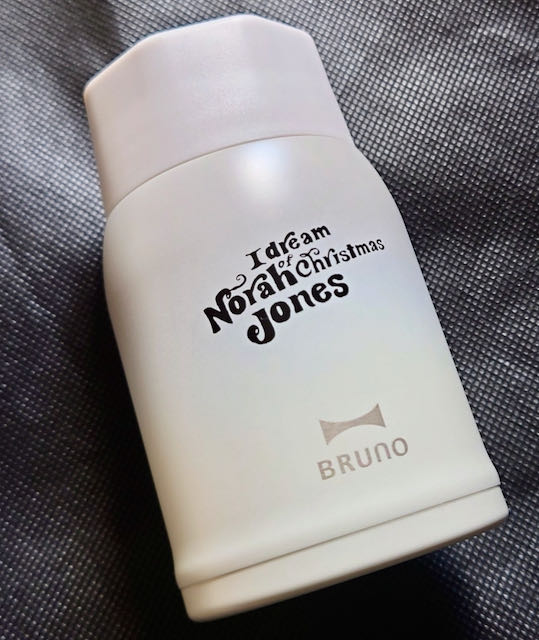 I dream
of Christmas
Norah
Jones
BRUNO